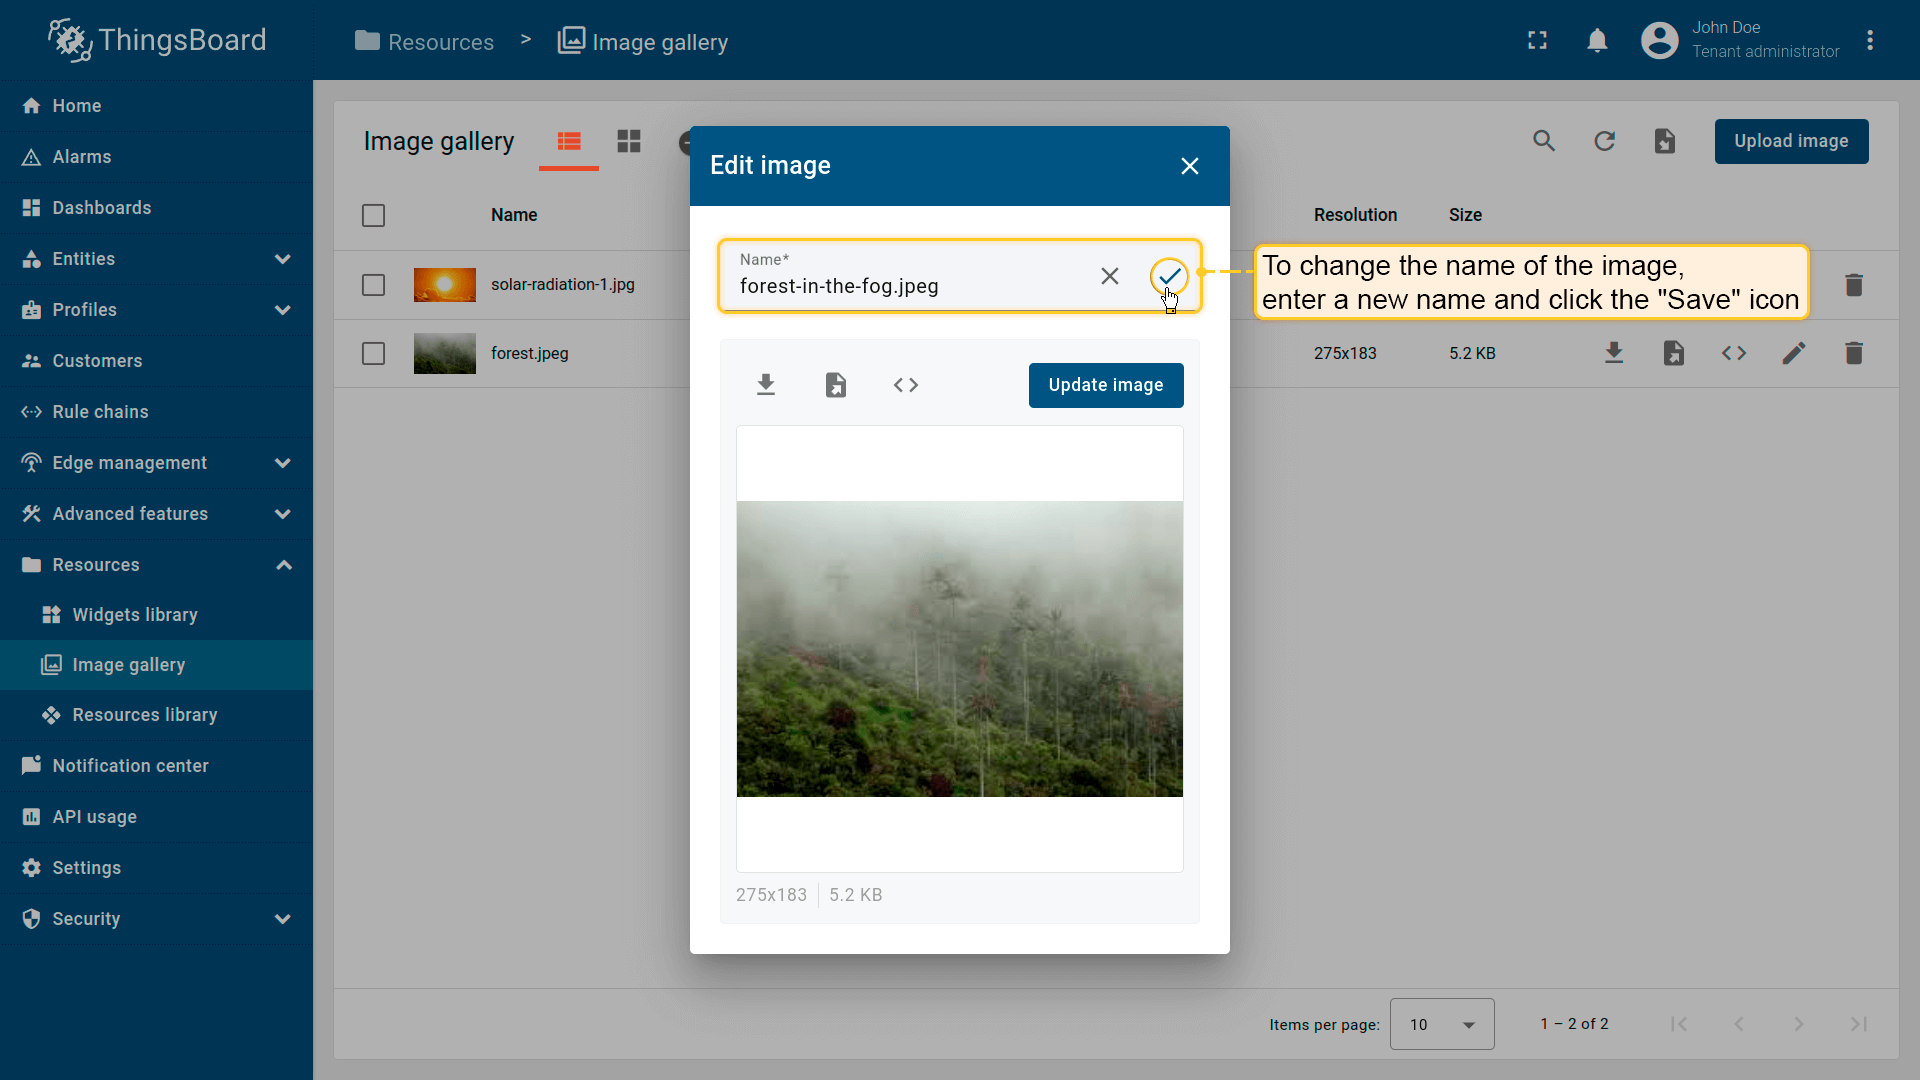 ThingsBoard
Resources > Image gallery
John Doe
Tenant administrator
Home
Alarms
Dashboards
Entities
Profiles
Customers
Rule chains
Edge management
Advanced features
Resources
Widgets library
Image gallery
Resources library
Notification center
API usage
Settings
Security
Image gallery
Upload image
Name Resolution Size
solar-radiation-1.jpg
forest.jpeg 275x183 5.2 KB
Edit image
Name*
forest-in-the-fog.jpeg
To change the name of the image,
enter a new name and click the "Save" icon
Update image
275x183 5.2 KB
Items per page: 10 1 – 2 of 2